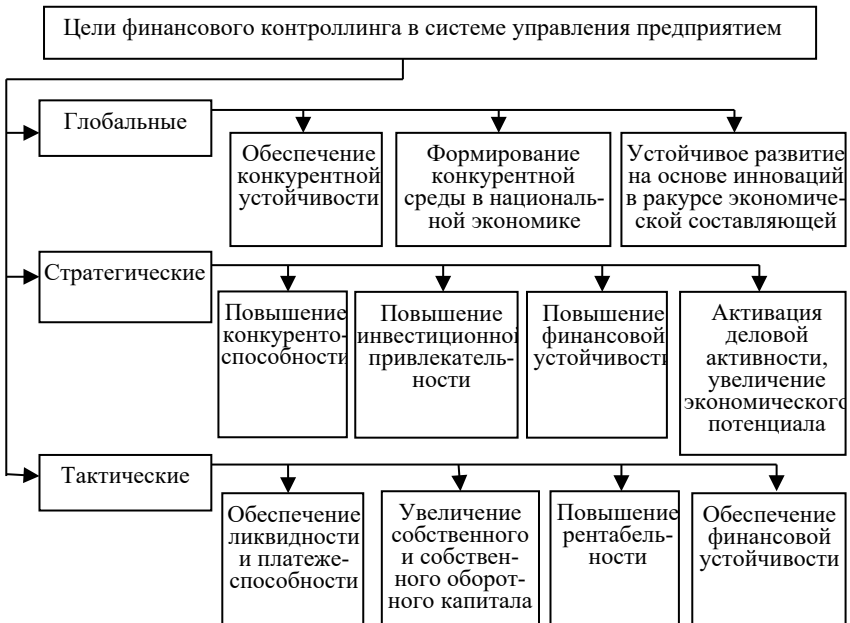 Цели финансового контроллинга в системе управления предприятием
Глобальные
Обеспечение
конкурентной
устойчивости
Формирование
конкурентной
среды в националь-
ной экономике
Устойчивое развитие
на основе инноваций
в ракурсе экономиче-
ской составляющей
Стратегические
Повышение
конкуренто-
способности
Повышение
инвестиционной
привлекатель-
ности
Повышение
финансовой
устойчивости
Активация
деловой
активности,
увеличение
экономического
потенциала
Тактические
Обеспечение
ликвидности
и платеже-
способности
Увеличение
собственного
и собствен-
ного оборот-
ного капитала
Повышение
рентабель-
ности
Обеспечение
финансовой
устойчивости